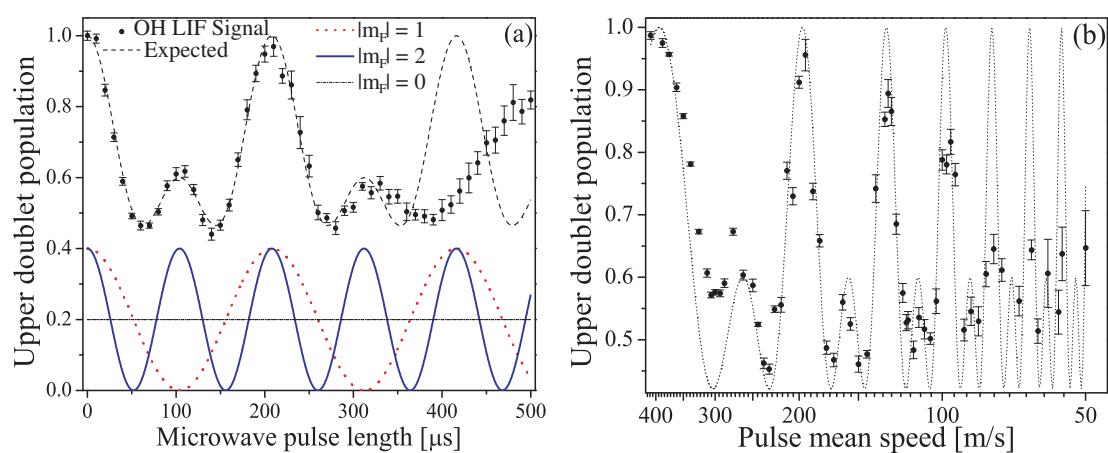 (a)
OH LIF Signal
Expected
|m_F| = 1
|m_F| = 2
|m_F| = 0
Upper doublet population
1.0
0.8
0.6
0.4
0.2
0.0
0 100 200 300 400 500
Microwave pulse length [µs]
(b)
Upper doublet population
1.0
0.9
0.8
0.7
0.6
0.5
400 300 200 100 50
Pulse mean speed [m/s]